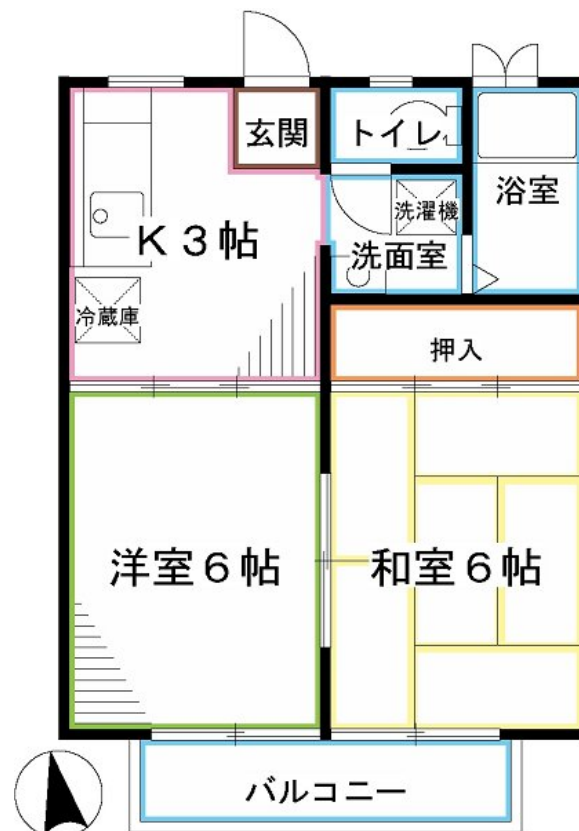 玄関
トイレ
浴室
洗濯機
K3帖
洗面室
冷蔵庫
押入
洋室6帖
和室6帖
バルコニー